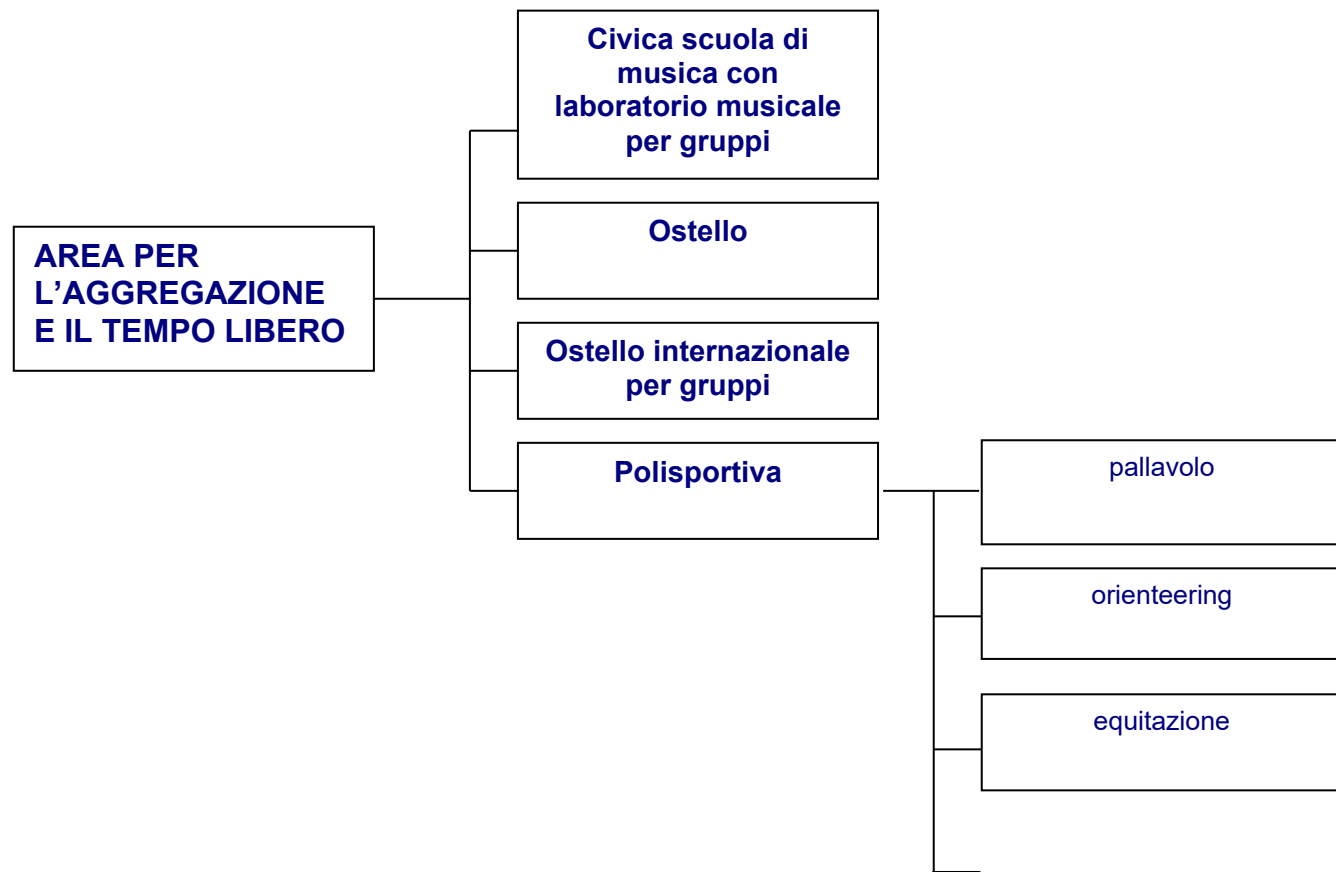 Civica scuola di
musica con
laboratorio musicale
per gruppi
Ostello
AREA PER
L’AGGREGAZIONE
E IL TEMPO LIBERO
Ostello internazionale
per gruppi
Polisportiva
pallavolo
orienteering
equitazione